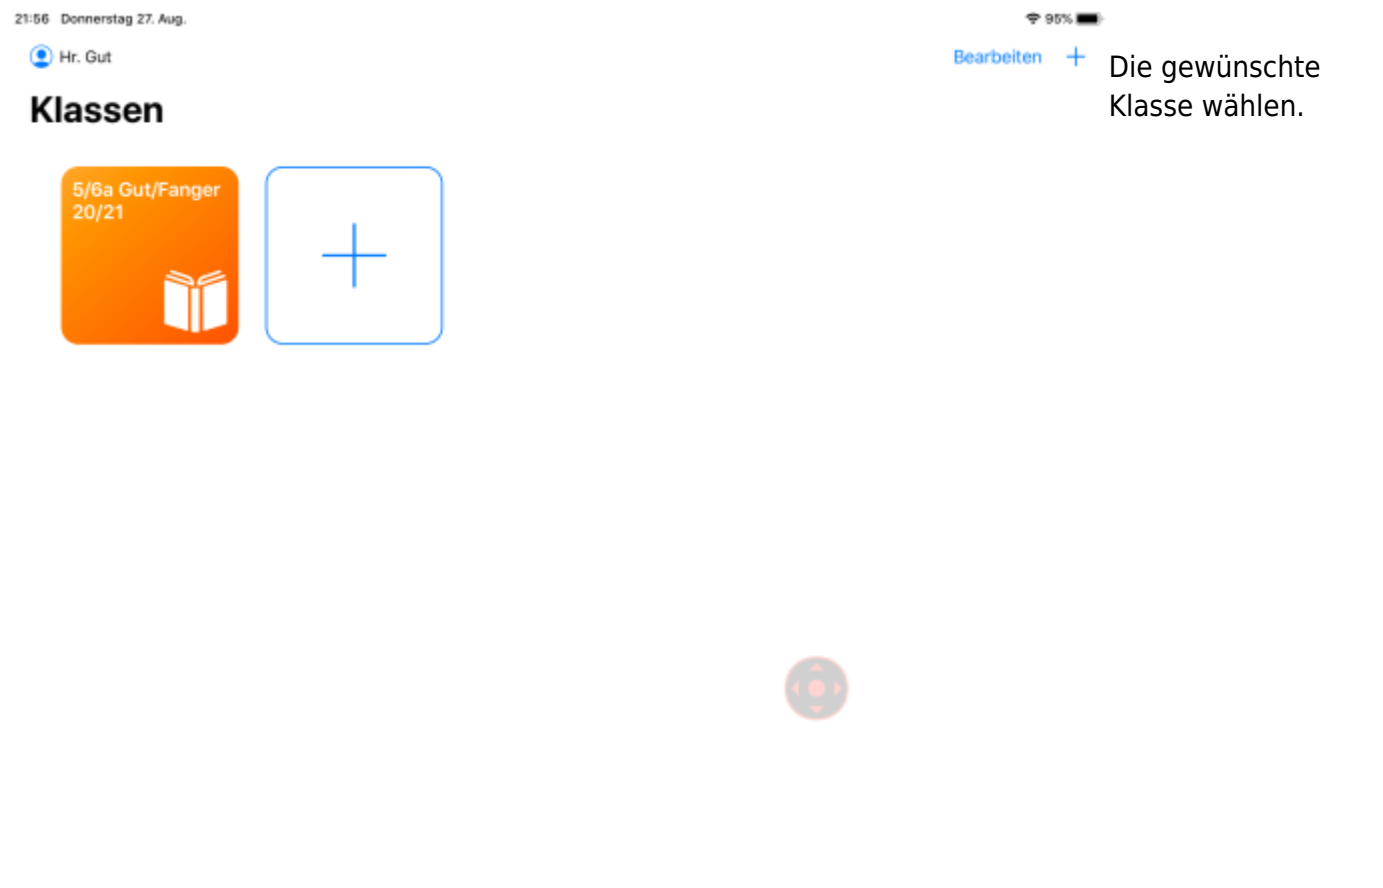 21:56 Donnerstag 27. Aug.
95%
Hr. Gut
Bearbeiten
Die gewünschte
Klasse wählen.
Klassen
5/6a Gut/Fanger
20/21